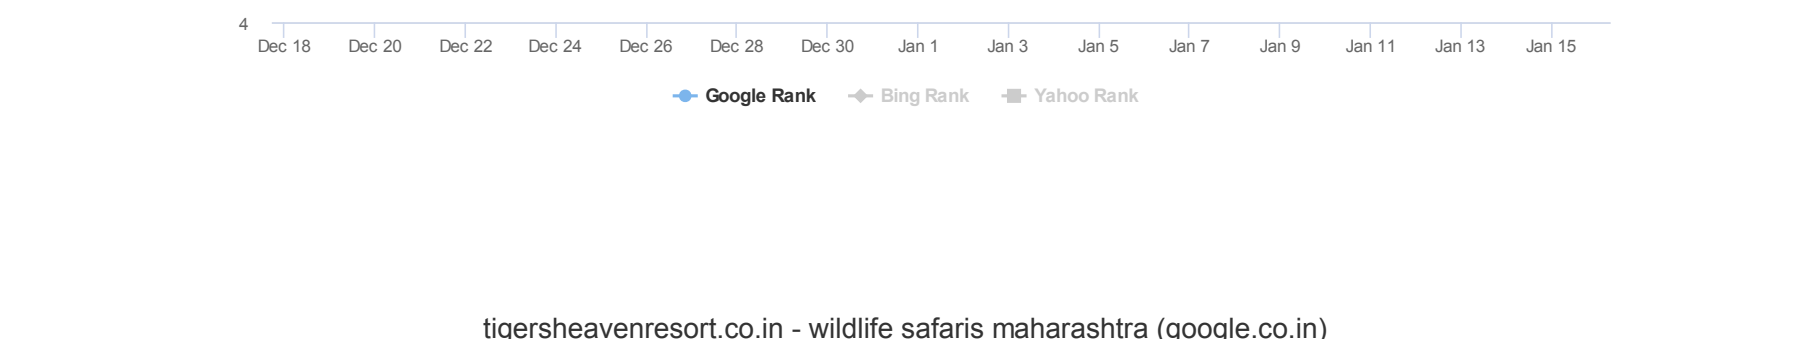 4
Dec 18 Dec 20 Dec 22 Dec 24 Dec 26 Dec 28 Dec 30 Jan 1 Jan 3 Jan 5 Jan 7 Jan 9 Jan 11 Jan 13 Jan 15
Google Rank Bing Rank Yahoo Rank
tigersheavenresort.co.in - wildlife safaris maharashtra (google.co.in)